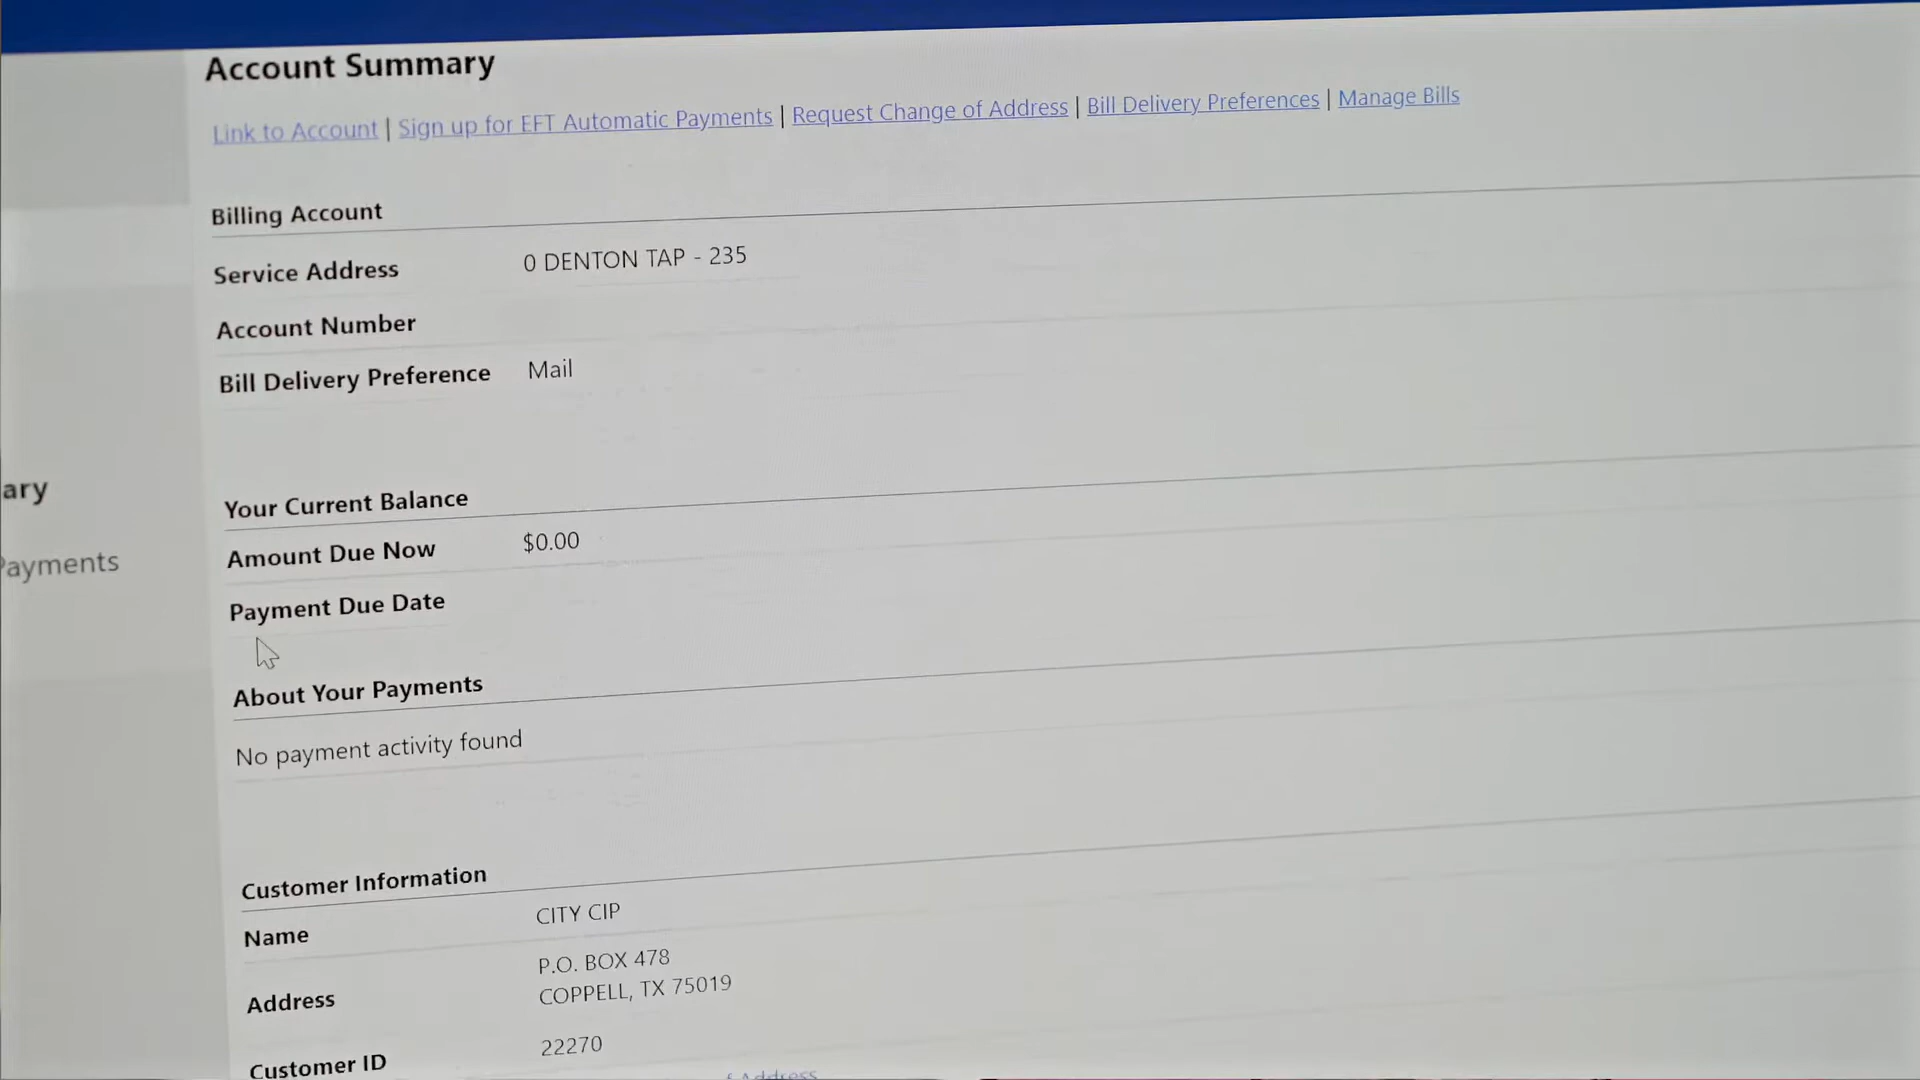 Account Summary
Link to Account | Sign up for EFT Automatic Payments | Request Change of Address | Bill Delivery Preferences | Manage Bills
Billing Account
Service Address 0 DENTON TAP - 235
Account Number
Bill Delivery Preference Mail
ary
Your Current Balance
Amount Due Now $0.00
Payments
Payment Due Date
About Your Payments
No payment activity found
Customer Information
Name CITY CIP
Address P.O. BOX 478
COPPELL, TX 75019
Customer ID 22270
f Address